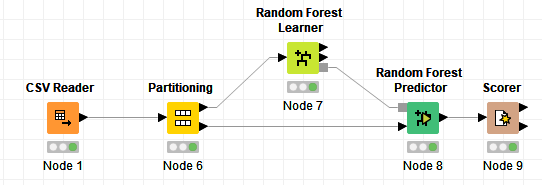 Random Forest
Learner
Node 7
CSV Reader
Node 1
Partitioning
Node 6
Random Forest
Predictor
Node 8
Scorer
Node 9